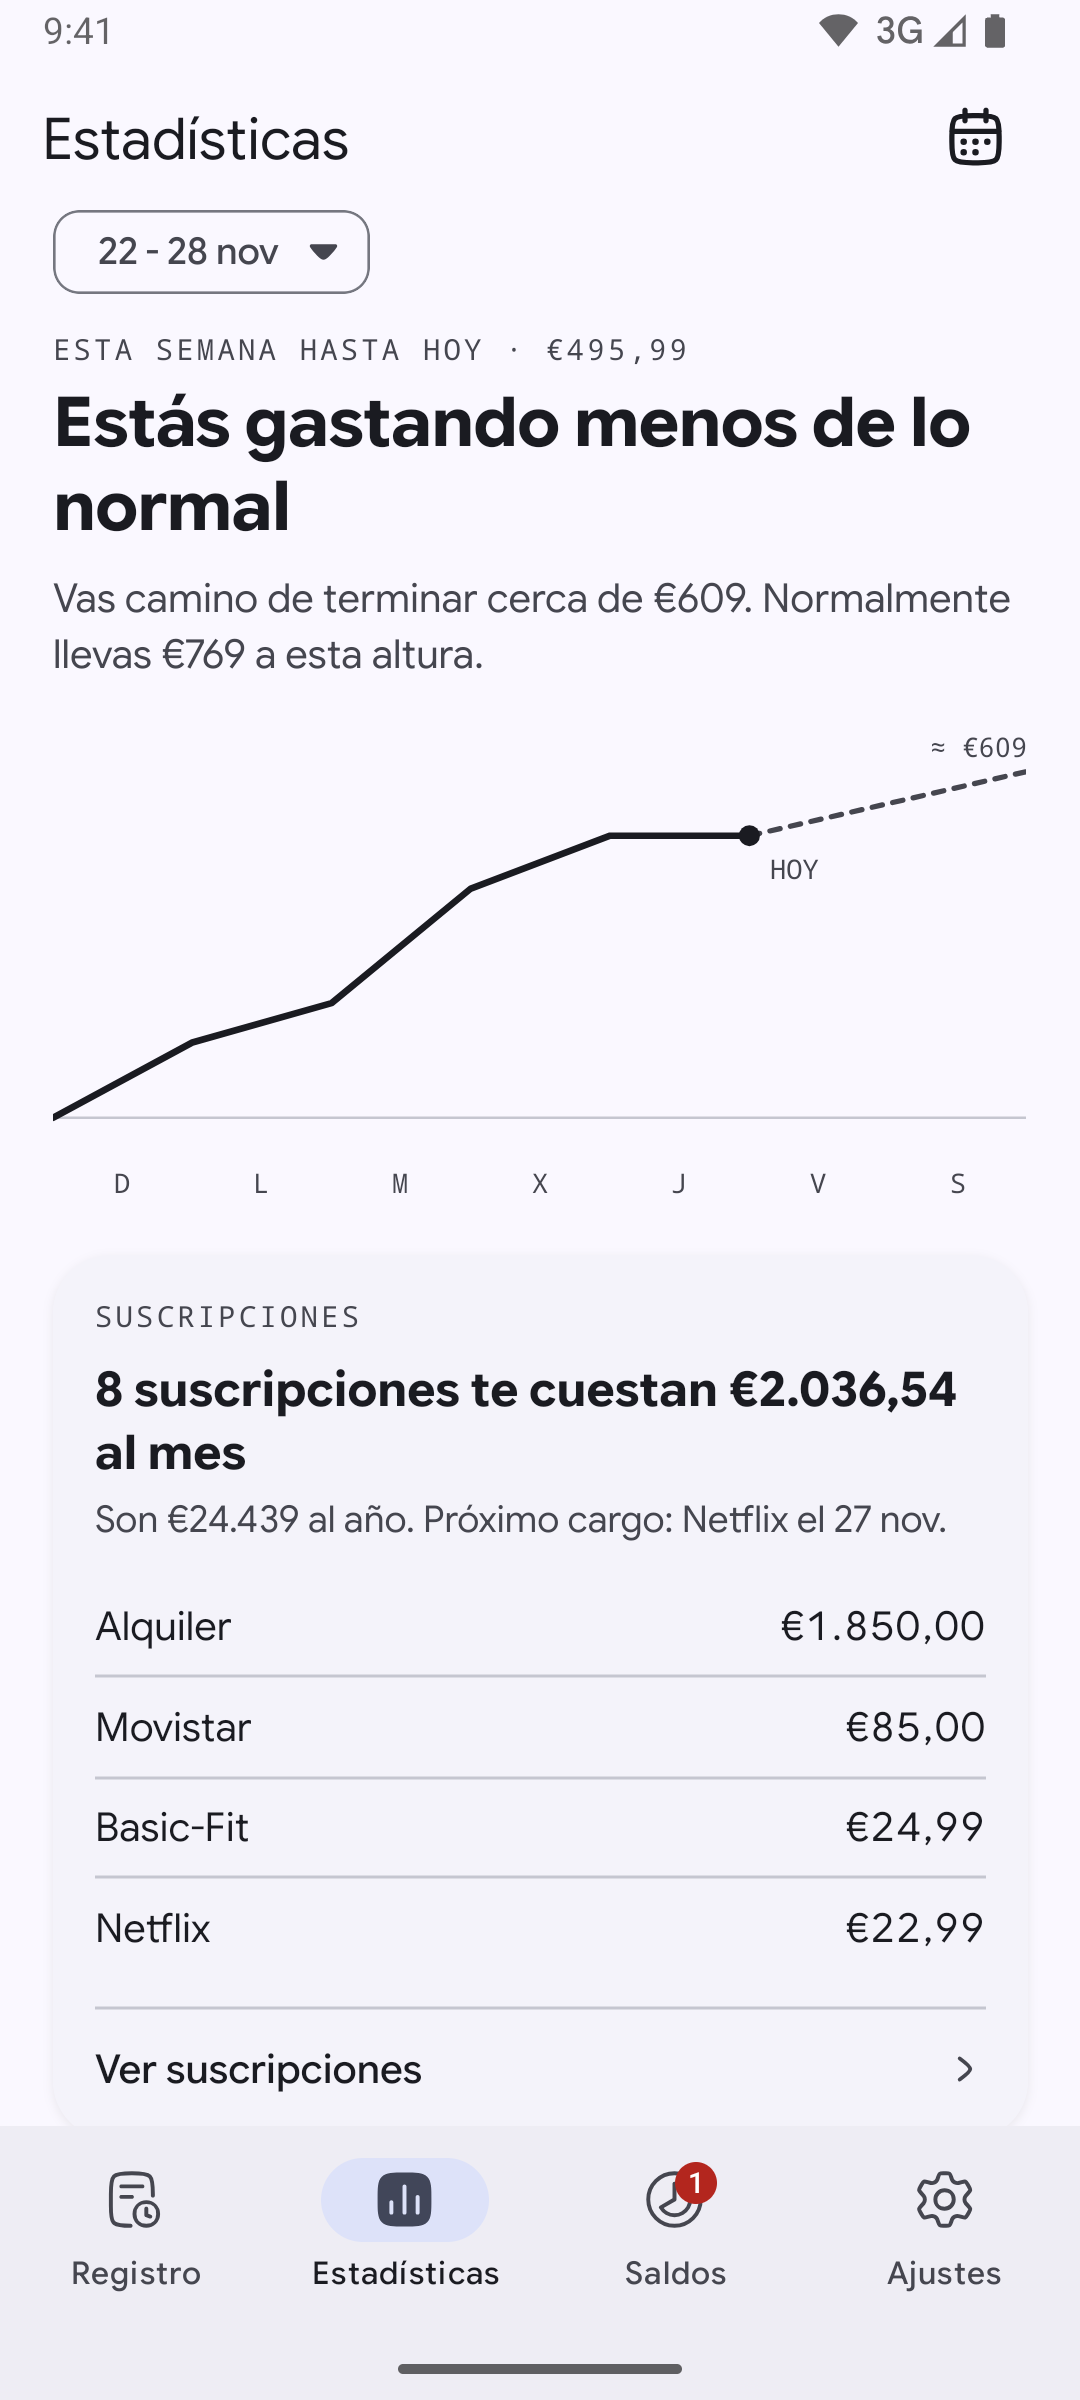 9:41
3G
Estadísticas
22 - 28 nov
ESTA SEMANA HASTA HOY · €495,99
Estás gastando menos de lo
normal
Vas camino de terminar cerca de €609. Normalmente
llevas €769 a esta altura.
≈ €609
HOY
D L M X J V S
SUSCRIPCIONES
8 suscripciones te cuestan €2.036,54
al mes
Son €24.439 al año. Próximo cargo: Netflix el 27 nov.
Alquiler €1.850,00
Movistar €85,00
Basic-Fit €24,99
Netflix €22,99
Ver suscripciones
1
Registro Estadísticas Saldos Ajustes